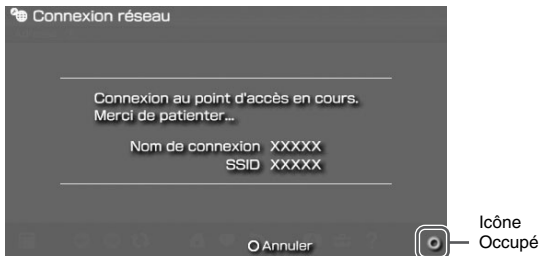 Connexion réseau
Connexion au point d'accès en cours.
Merci de patienter...
Nom de connexion XXXXX
SSID XXXXX
Annuler
Icône
Occupé